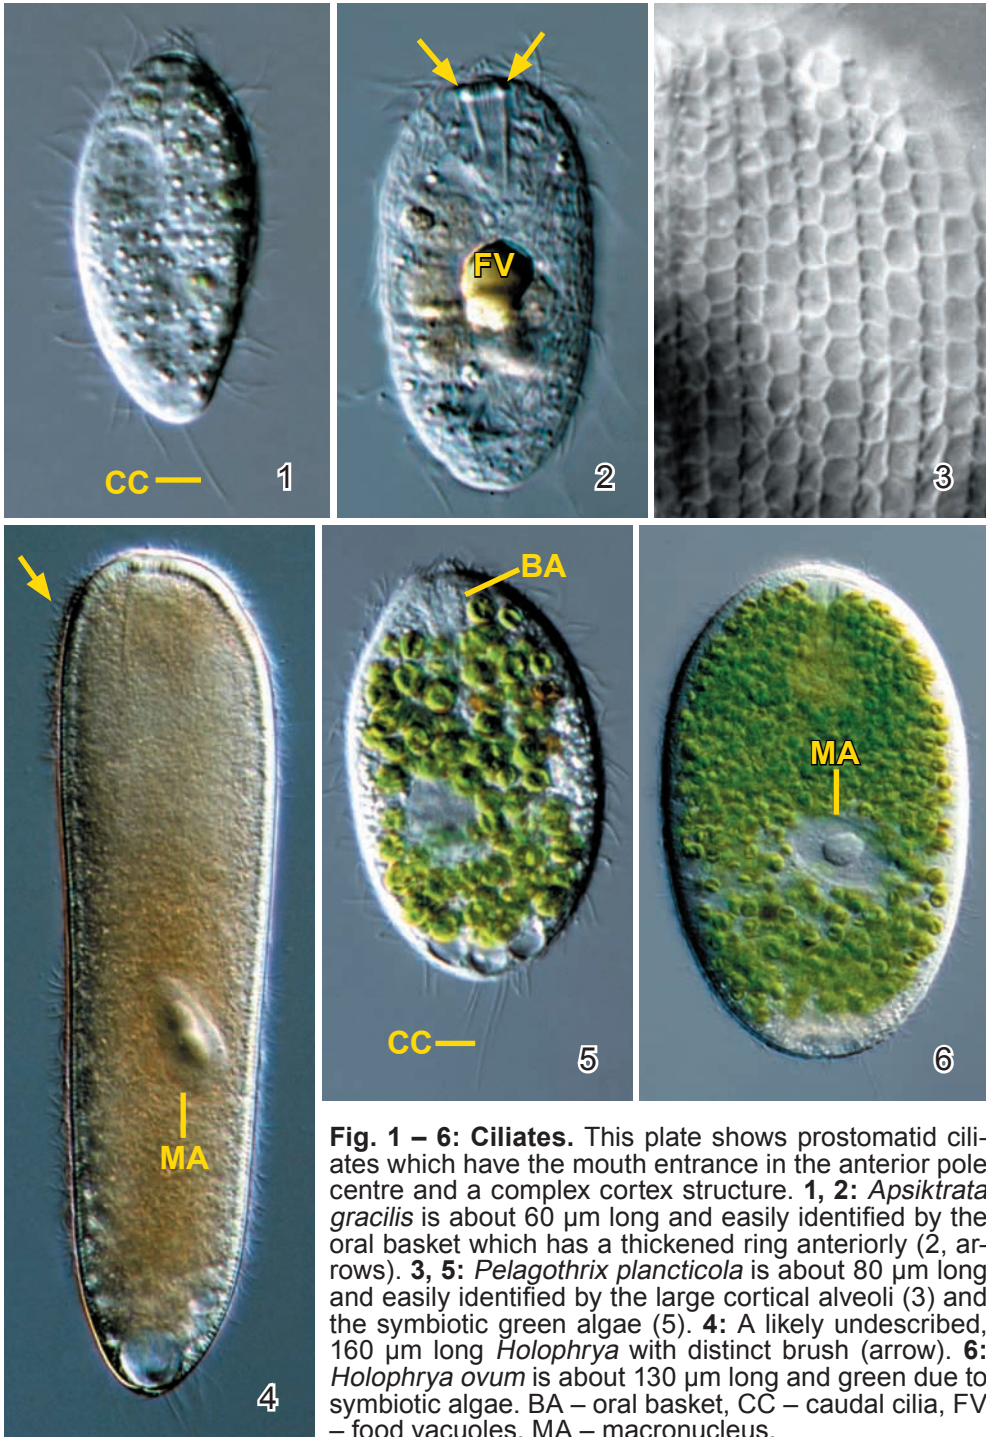 1
CC
FV
2
3
4
MA
BA
CC
5
MA
6
Fig. 1 – 6: Ciliates. This plate shows prostomatid cili-
ates which have the mouth entrance in the anterior pole
centre and a complex cortex structure. 1, 2: Apsiktrata
gracilis is about 60 µm long and easily identified by the
oral basket which has a thickened ring anteriorly (2, ar-
rows). 3, 5: Pelagothrix plancticola is about 80 µm long
and easily identified by the large cortical alveoli (3) and
the symbiotic green algae (5). 4: A likely undescribed,
160 µm long Holophrya with distinct brush (arrow). 6:
Holophrya ovum is about 130 µm long and green due to
symbiotic algae. BA – oral basket, CC – caudal cilia, FV
– food vacuoles, MA – macronucleus.